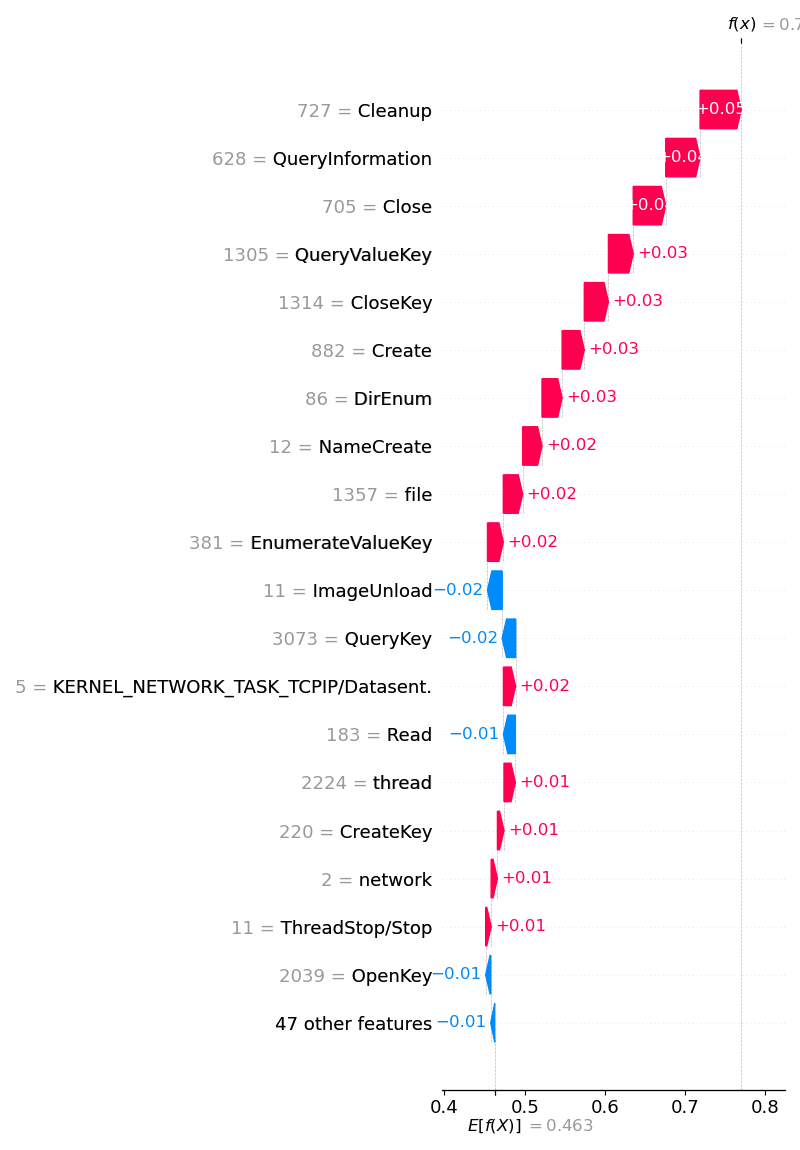 f(x) = 0.7
727 = Cleanup +0.05
628 = QueryInformation +0.04
705 = Close
1305 = QueryValueKey +0.03
1314 = CloseKey +0.03
882 = Create +0.03
86 = DirEnum +0.03
12 = NameCreate +0.02
1357 = file +0.02
381 = EnumerateValueKey +0.02
11 = ImageUnload −0.02
3073 = QueryKey −0.02
5 = KERNEL_NETWORK_TASK_TCPIP/Datasent. +0.02
183 = Read −0.01
2224 = thread +0.01
220 = CreateKey +0.01
2 = network +0.01
11 = ThreadStop/Stop +0.01
2039 = OpenKey −0.01
47 other features −0.01
0.4 0.5 0.6 0.7 0.8
E[f(X)] = 0.463